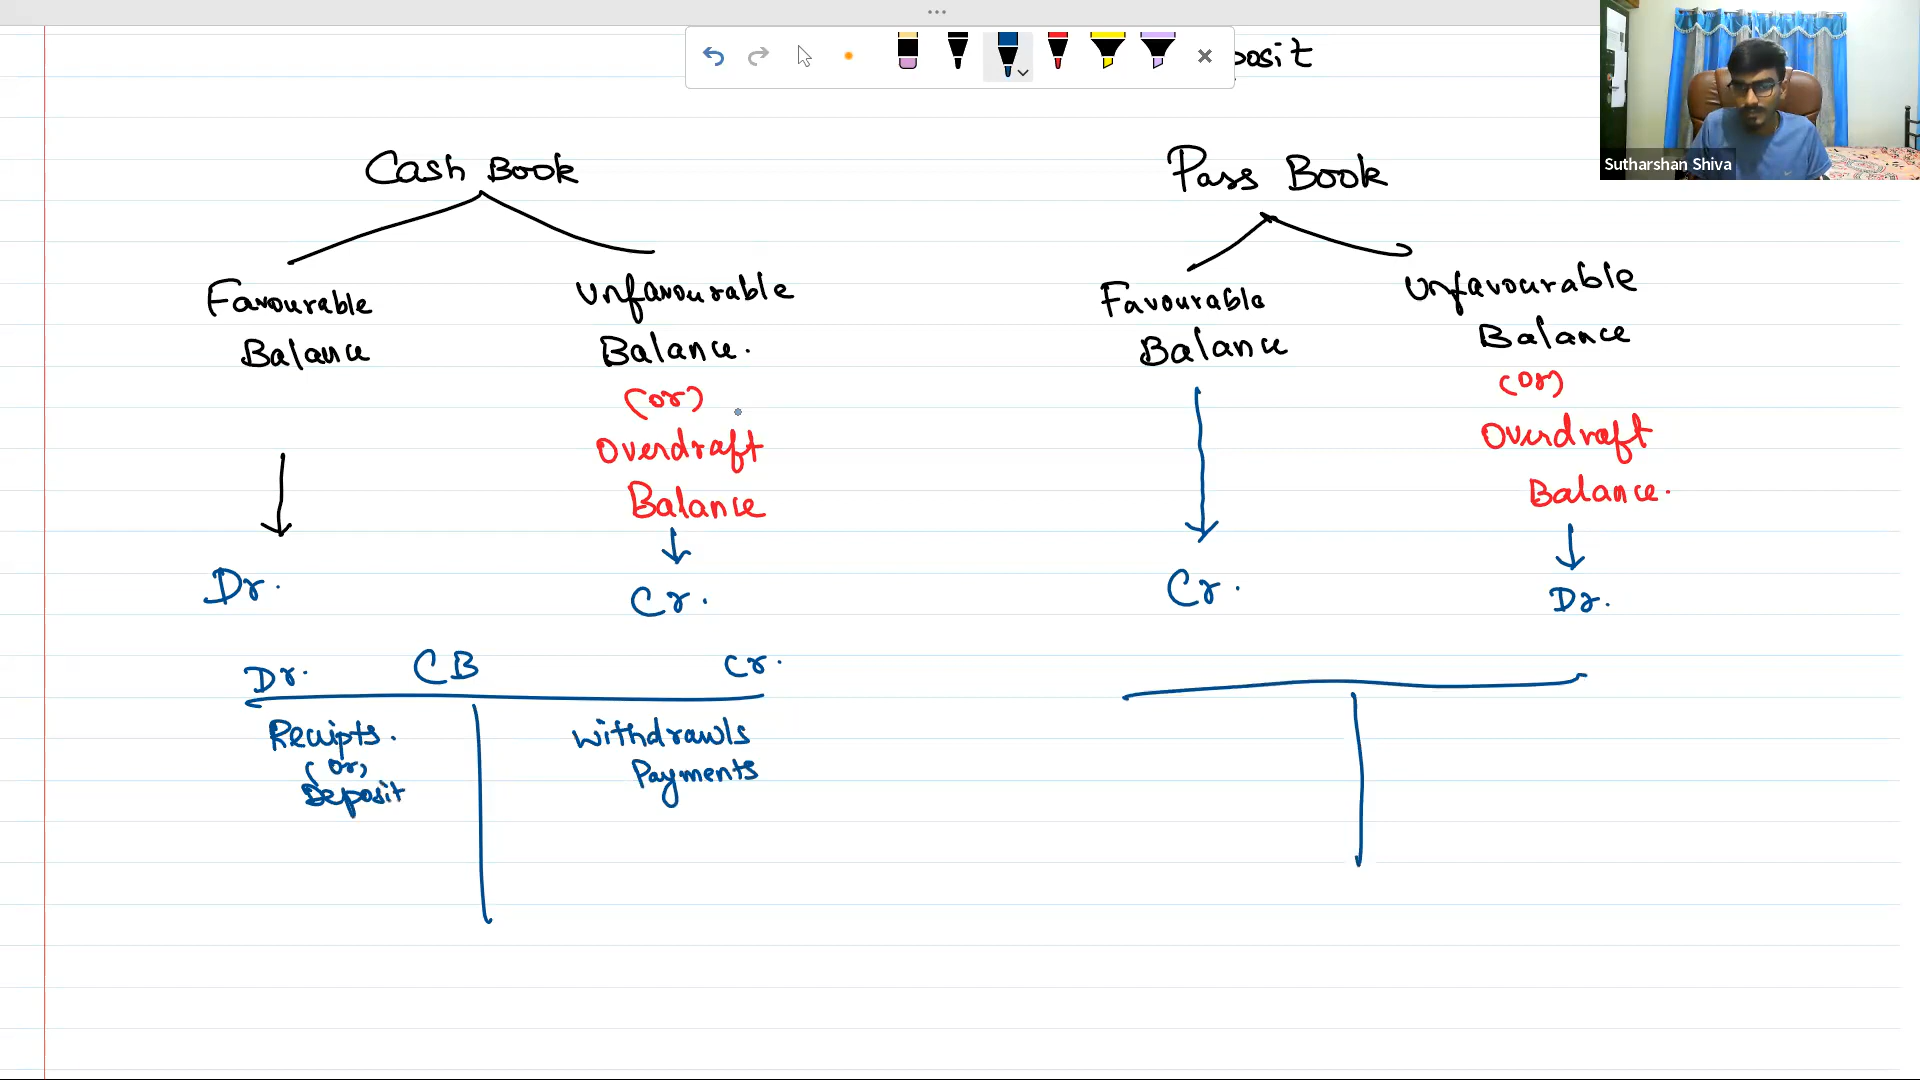 posit
Sutharshan Shiva
Cash Book
Favourable
Balance
Unfavourable
Balance.
(or)
Overdraft
Balance
Dr.
Cr.
Dr. CB Cr.
Receipts.
(or)
Deposit
Withdrawls
Payments
Pass Book
Favourable
Balance
Unfavourable
Balance
(or)
Overdraft
Balance.
Cr.
Dr.